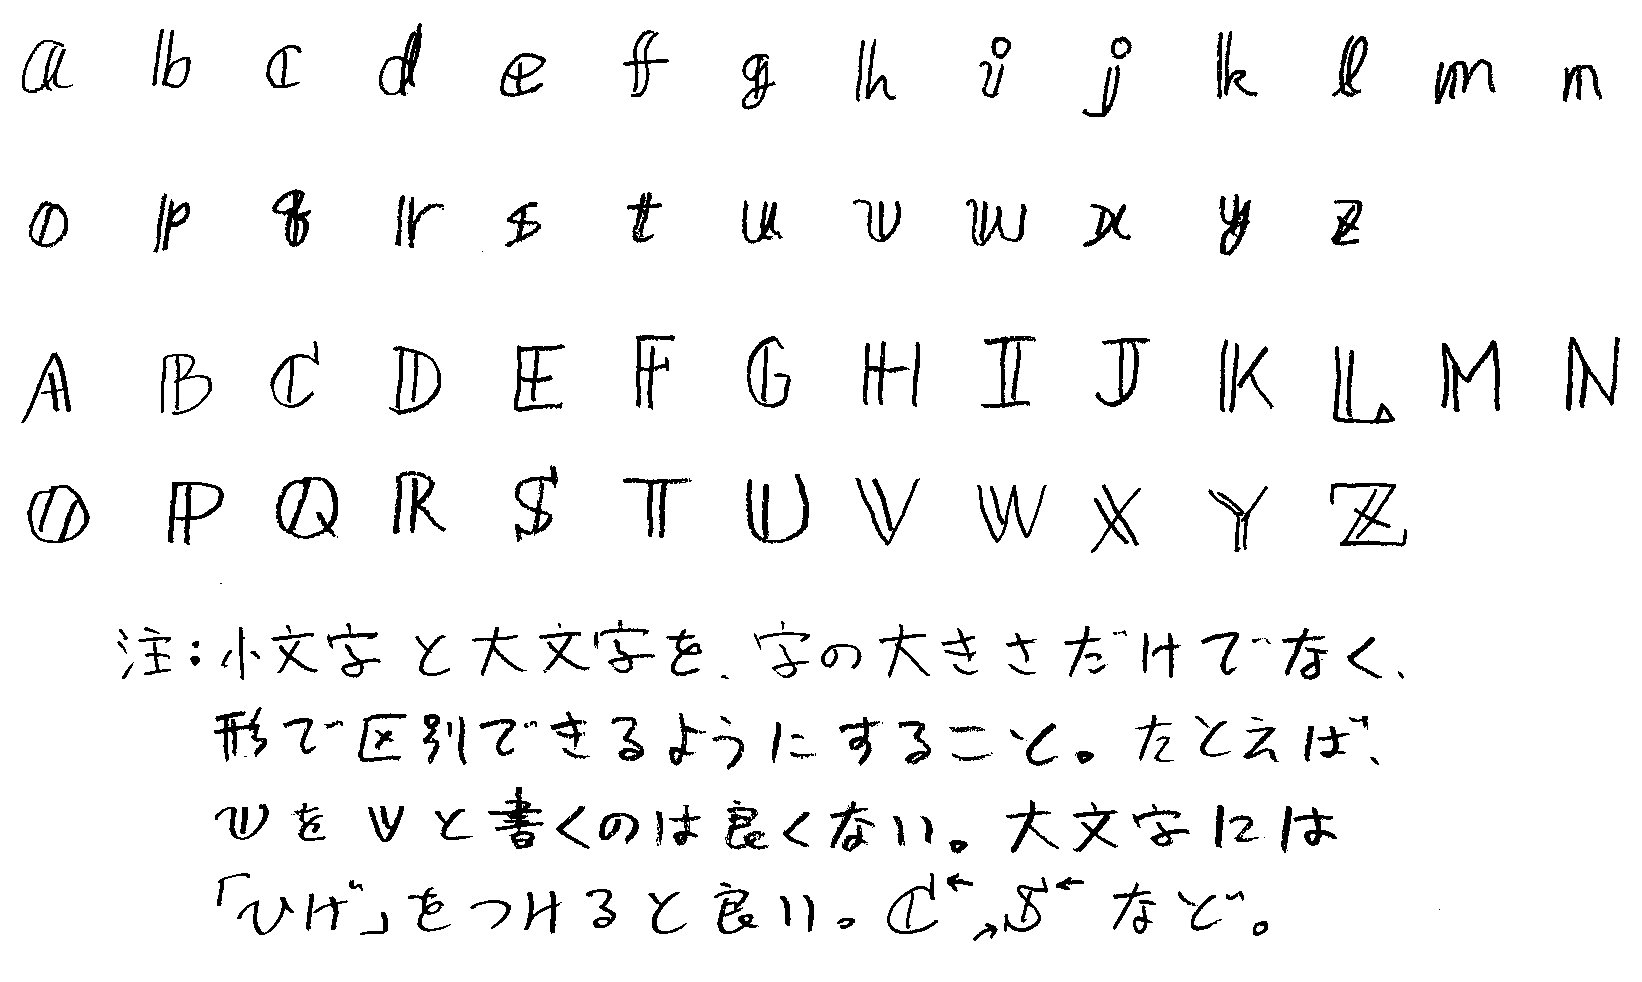 a b c d e f g h i j k l m n
o p q r s t u v w x y z
A B C D E F G H I J K L M N
O P Q R S T U V W X Y Z
注:小文字と大文字を、字の大きさだけでなく、
形で区別できるようにすること。たとえば、
𝕧を𝕍と書くのは良くない。大文字には
「ひげ」をつけると良い。ℂ← →𝕊← など。